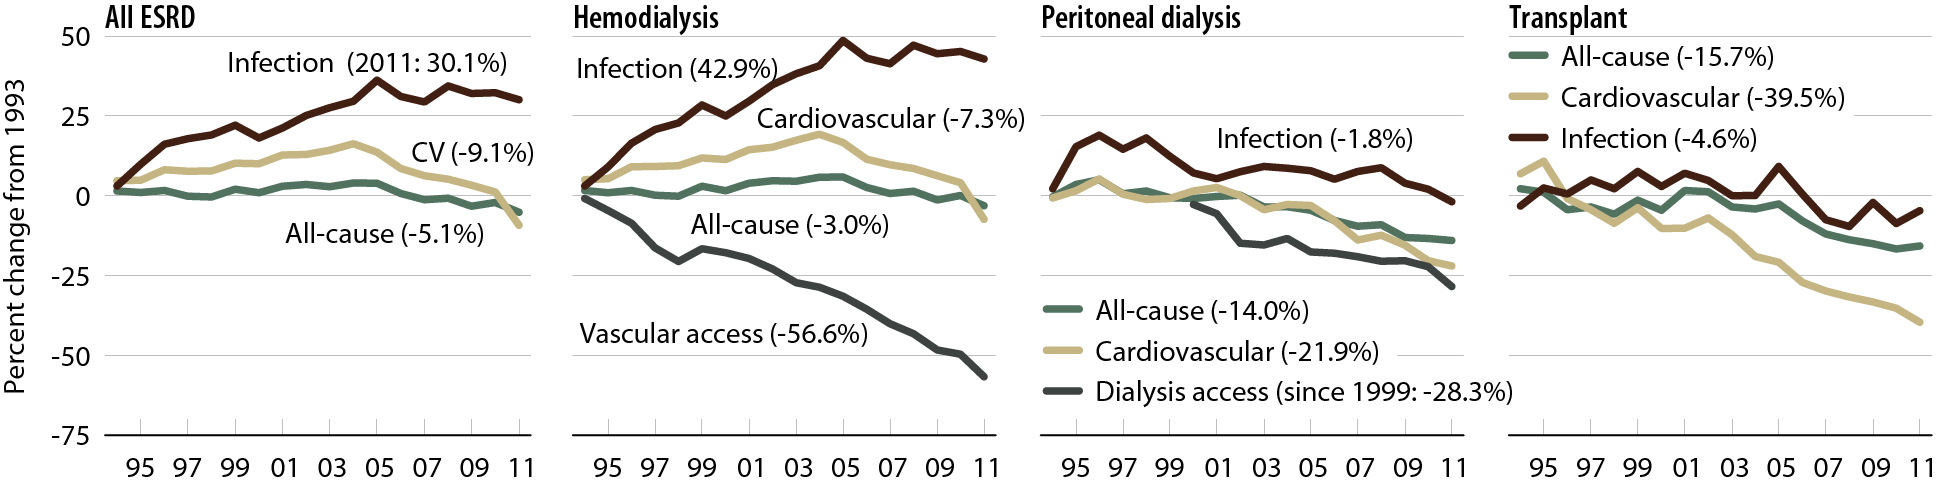 All ESRD
Hemodialysis
Peritoneal dialysis
Transplant
Percent change from 1993
50
25
0
-25
-50
-75
Infection (2011: 30.1%)
CV (-9.1%)
All-cause (-5.1%)
95 97 99 01 03 05 07 09 11
Infection (42.9%)
Cardiovascular (-7.3%)
All-cause (-3.0%)
Vascular access (-56.6%)
95 97 99 01 03 05 07 09 11
Infection (-1.8%)
All-cause (-14.0%)
Cardiovascular (-21.9%)
Dialysis access (since 1999: -28.3%)
95 97 99 01 03 05 07 09 11
All-cause (-15.7%)
Cardiovascular (-39.5%)
Infection (-4.6%)
95 97 99 01 03 05 07 09 11